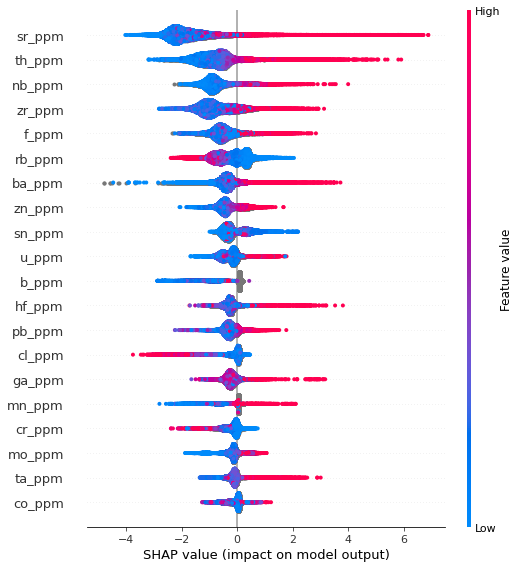 High
sr_ppm
th_ppm
nb_ppm
zr_ppm
f_ppm
rb_ppm
ba_ppm
zn_ppm
sn_ppm
u_ppm
b_ppm
hf_ppm
pb_ppm
cl_ppm
ga_ppm
mn_ppm
cr_ppm
mo_ppm
ta_ppm
co_ppm
Feature value
Low
−4 −2 0 2 4 6
SHAP value (impact on model output)